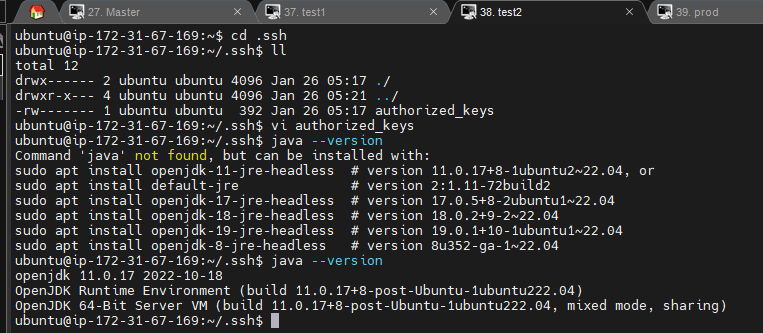 27. Master
37. test1
38. test2
39. prod
ubuntu@ip-172-31-67-169:~$ cd .ssh
ubuntu@ip-172-31-67-169:~/.ssh$ ll
total 12
drwx------ 2 ubuntu ubuntu 4096 Jan 26 05:17 ./
drwxr-x--- 4 ubuntu ubuntu 4096 Jan 26 05:21 ../
-rw------- 1 ubuntu ubuntu  392 Jan 26 05:17 authorized_keys
ubuntu@ip-172-31-67-169:~/.ssh$ vi authorized_keys
ubuntu@ip-172-31-67-169:~/.ssh$ java --version
Command 'java' not found, but can be installed with:
sudo apt install openjdk-11-jre-headless  # version 11.0.17+8-1ubuntu2~22.04, or
sudo apt install default-jre              # version 2:1.11-72build2
sudo apt install openjdk-17-jre-headless  # version 17.0.5+8-2ubuntu1~22.04
sudo apt install openjdk-18-jre-headless  # version 18.0.2+9-2~22.04
sudo apt install openjdk-19-jre-headless  # version 19.0.1+10-1ubuntu1~22.04
sudo apt install openjdk-8-jre-headless   # version 8u352-ga-1~22.04
ubuntu@ip-172-31-67-169:~/.ssh$ java --version
openjdk 11.0.17 2022-10-18
OpenJDK Runtime Environment (build 11.0.17+8-post-Ubuntu-1ubuntu222.04)
OpenJDK 64-Bit Server VM (build 11.0.17+8-post-Ubuntu-1ubuntu222.04, mixed mode, sharing)
ubuntu@ip-172-31-67-169:~/.ssh$